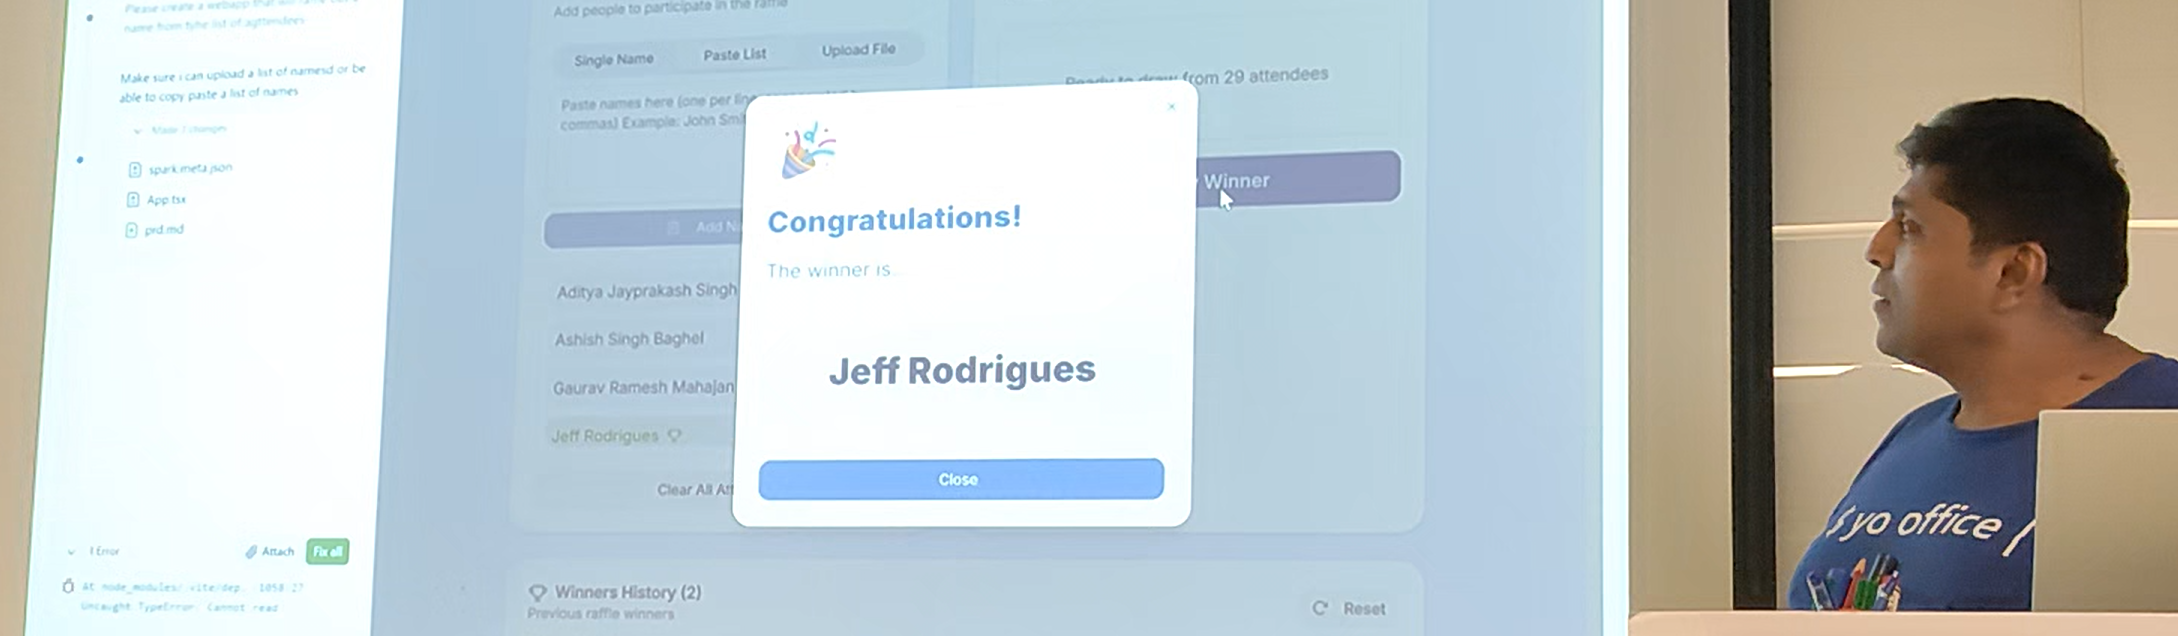 Please create a webapp that
name from tyhe list of agttendees
Make sure i can upload a list of namesd or be
able to copy paste a list of names
Made 3 changes
spark.meta.json
App.tsx
prd.md
1 Error
Attach
Fix all
At node_modules/.vite/dep. 1058:27
Uncaught TypeError: Cannot read
Add people to participate in the raffle
Single Name
Paste List
Upload File
Paste names here (one per line
commas) Example: John Smi
Add N
Aditya Jayprakash Singh
Ashish Singh Baghel
Gaurav Ramesh Mahajan
Jeff Rodrigues
Clear All At
Ready to draw from 29 attendees
Winner
Congratulations!
The winner is...
Jeff Rodrigues
Close
Winners History (2)
Previous raffle winners
Reset
yo office